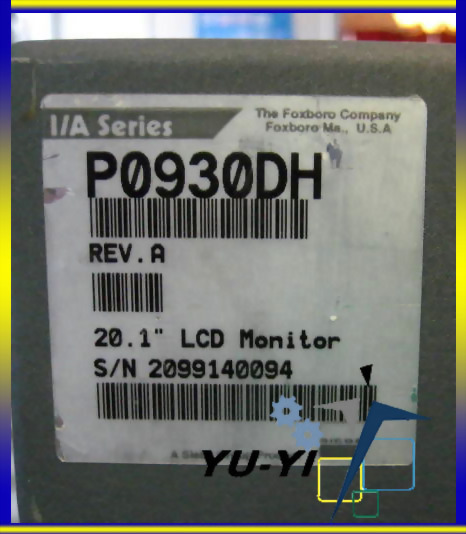 I/A Series
The Foxboro Company
Foxboro Ma., U.S.A
P0930DH
REV.A
20.1" LCD Monitor
S/N 2099140094
YU-YI